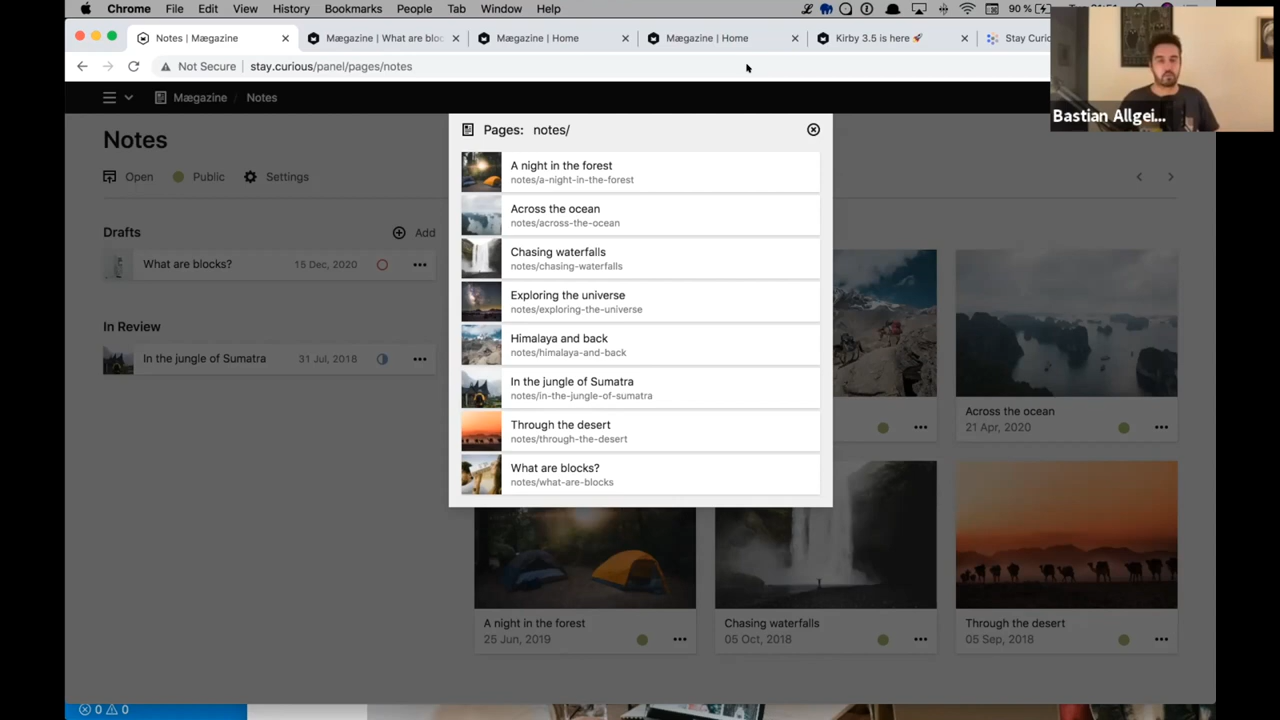 Chrome File Edit View History Bookmarks People Tab Window Help
90 %
Notes | Mægazine
Mægazine | What are bloc
Mægazine | Home
Mægazine | Home
Kirby 3.5 is here 🚀
Stay Curio
Not Secure stay.curious/panel/pages/notes
Bastian Allgei...
Mægazine / Notes
Notes
Open Public Settings
Drafts
Add
What are blocks? 15 Dec, 2020
In Review
In the jungle of Sumatra 31 Jul, 2018
Pages: notes/
A night in the forest
notes/a-night-in-the-forest
Across the ocean
notes/across-the-ocean
Chasing waterfalls
notes/chasing-waterfalls
Exploring the universe
notes/exploring-the-universe
Himalaya and back
notes/himalaya-and-back
In the jungle of Sumatra
notes/in-the-jungle-of-sumatra
Through the desert
notes/through-the-desert
What are blocks?
notes/what-are-blocks
Across the ocean
21 Apr, 2020
A night in the forest
25 Jun, 2019
Chasing waterfalls
05 Oct, 2018
Through the desert
05 Sep, 2018
0 0